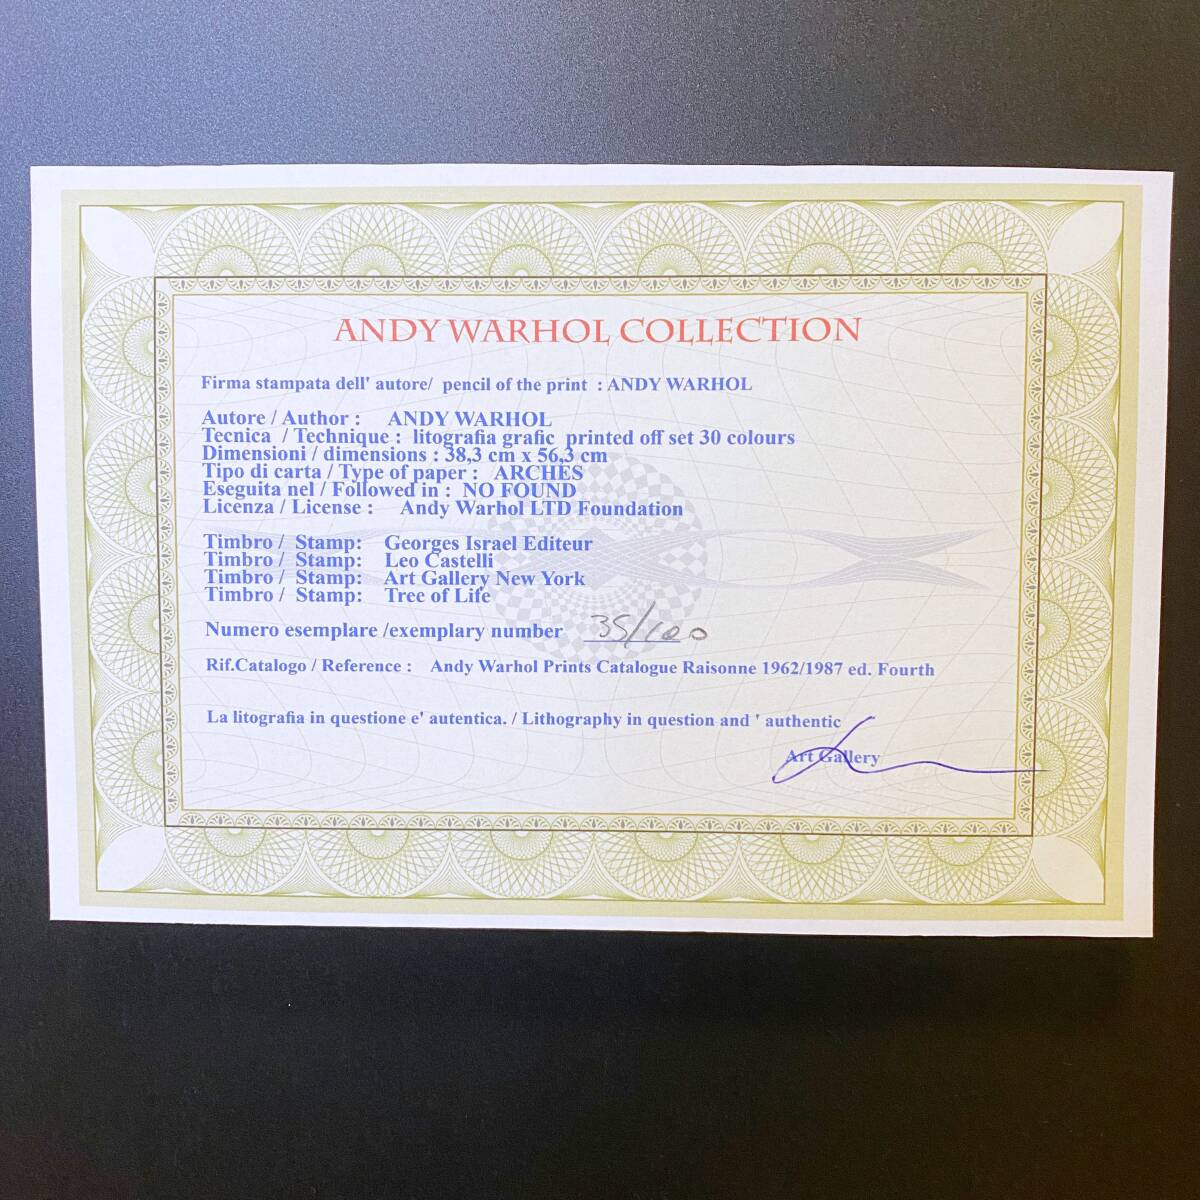 ANDY WARHOL COLLECTION
Firma stampata dell' autore/ pencil of the print : ANDY WARHOL
Autore / Author : ANDY WARHOL
Tecnica / Technique : litografia grafic printed off set 30 colours
Dimensioni / dimensions : 38,3 cm x 56,3 cm
Tipo di carta / Type of paper : ARCHES
Eseguita nel / Followed in : NO FOUND
Licenza / License : Andy Warhol LTD Foundation
Timbro / Stamp: Georges Israel Editeur
Timbro / Stamp: Leo Castelli
Timbro / Stamp: Art Gallery New York
Timbro / Stamp: Tree of Life
Numero esemplare /exemplary number 35/100
Rif.Catalogo / Reference : Andy Warhol Prints Catalogue Raisonne 1962/1987 ed. Fourth
La litografia in questione e' autentica. / Lithography in question and ' authentic
Art Gallery